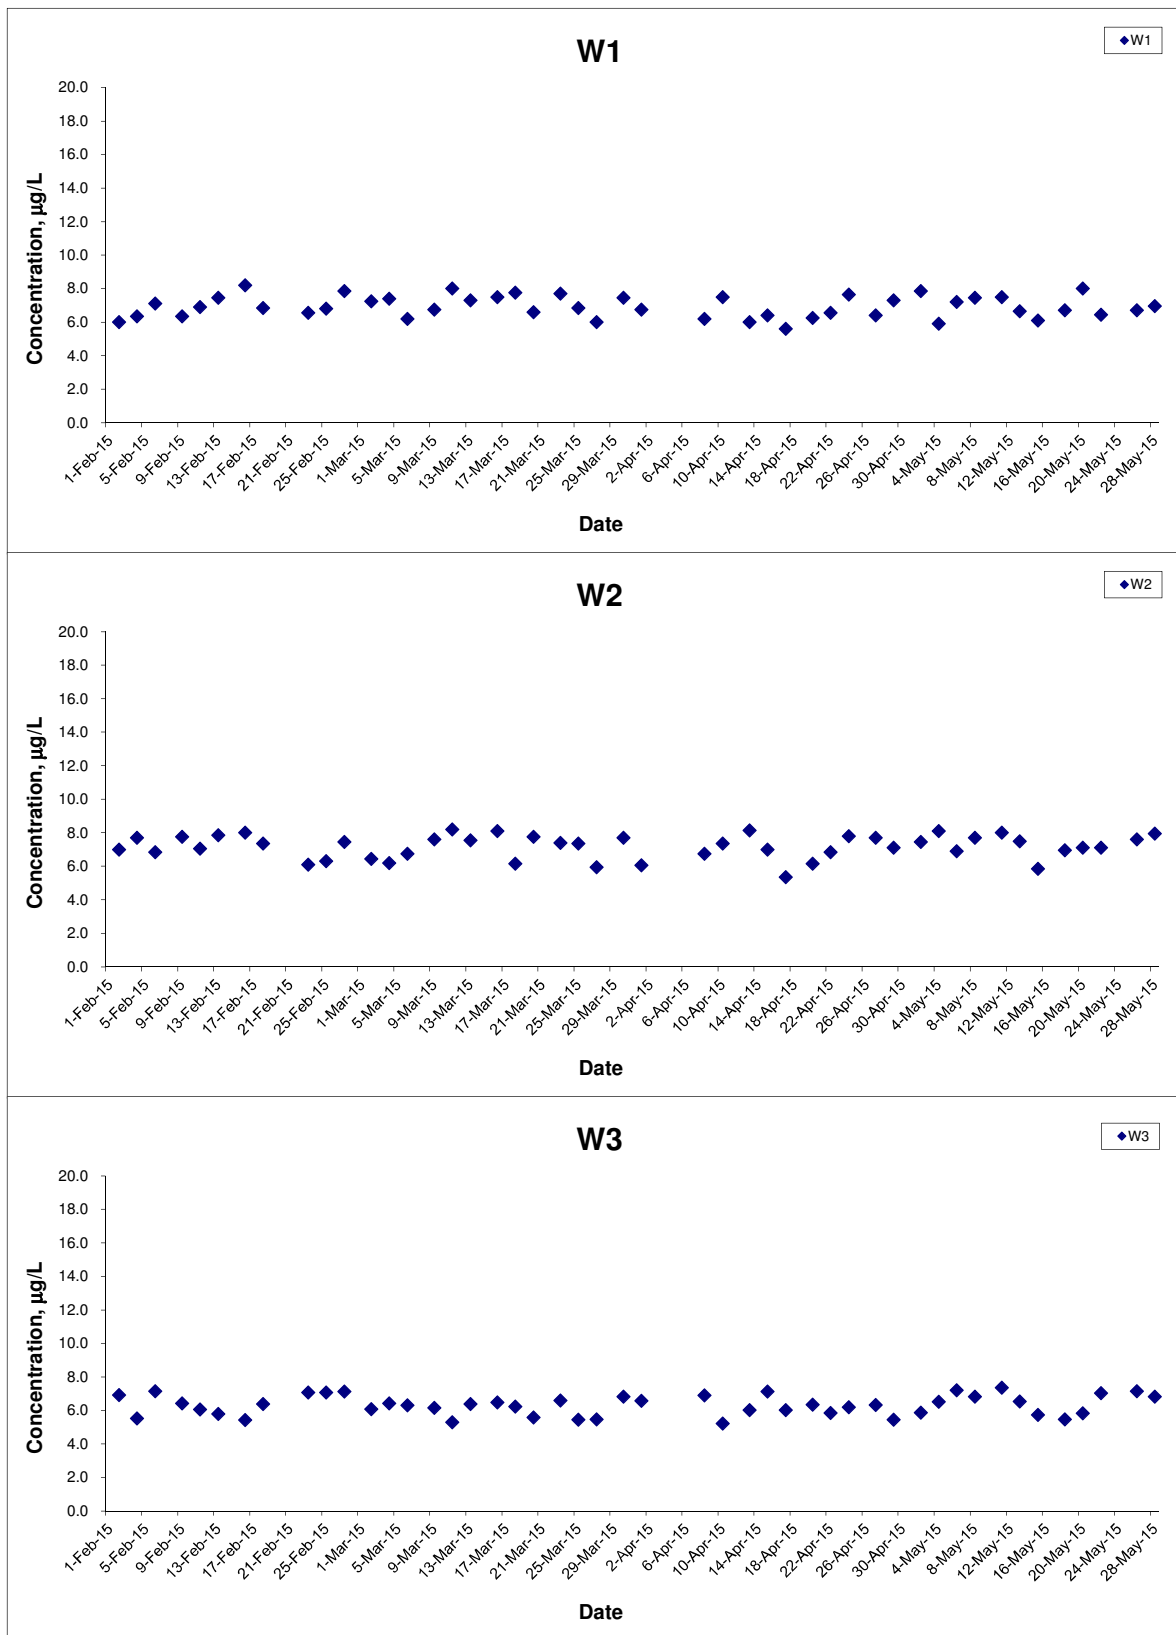 W1
W1
20.0
18.0
16.0
14.0
12.0
10.0
8.0
6.0
4.0
2.0
0.0
Concentration, µg/L
1-Feb-15 5-Feb-15 9-Feb-15 13-Feb-15 17-Feb-15 21-Feb-15 25-Feb-15 1-Mar-15 5-Mar-15 9-Mar-15 13-Mar-15 17-Mar-15 21-Mar-15 25-Mar-15 29-Mar-15 2-Apr-15 6-Apr-15 10-Apr-15 14-Apr-15 18-Apr-15 22-Apr-15 26-Apr-15 30-Apr-15 4-May-15 8-May-15 12-May-15 16-May-15 20-May-15 24-May-15 28-May-15
Date
W2
W2
20.0
18.0
16.0
14.0
12.0
10.0
8.0
6.0
4.0
2.0
0.0
Concentration, µg/L
1-Feb-15 5-Feb-15 9-Feb-15 13-Feb-15 17-Feb-15 21-Feb-15 25-Feb-15 1-Mar-15 5-Mar-15 9-Mar-15 13-Mar-15 17-Mar-15 21-Mar-15 25-Mar-15 29-Mar-15 2-Apr-15 6-Apr-15 10-Apr-15 14-Apr-15 18-Apr-15 22-Apr-15 26-Apr-15 30-Apr-15 4-May-15 8-May-15 12-May-15 16-May-15 20-May-15 24-May-15 28-May-15
Date
W3
W3
20.0
18.0
16.0
14.0
12.0
10.0
8.0
6.0
4.0
2.0
0.0
Concentration, µg/L
1-Feb-15 5-Feb-15 9-Feb-15 13-Feb-15 17-Feb-15 21-Feb-15 25-Feb-15 1-Mar-15 5-Mar-15 9-Mar-15 13-Mar-15 17-Mar-15 21-Mar-15 25-Mar-15 29-Mar-15 2-Apr-15 6-Apr-15 10-Apr-15 14-Apr-15 18-Apr-15 22-Apr-15 26-Apr-15 30-Apr-15 4-May-15 8-May-15 12-May-15 16-May-15 20-May-15 24-May-15 28-May-15
Date